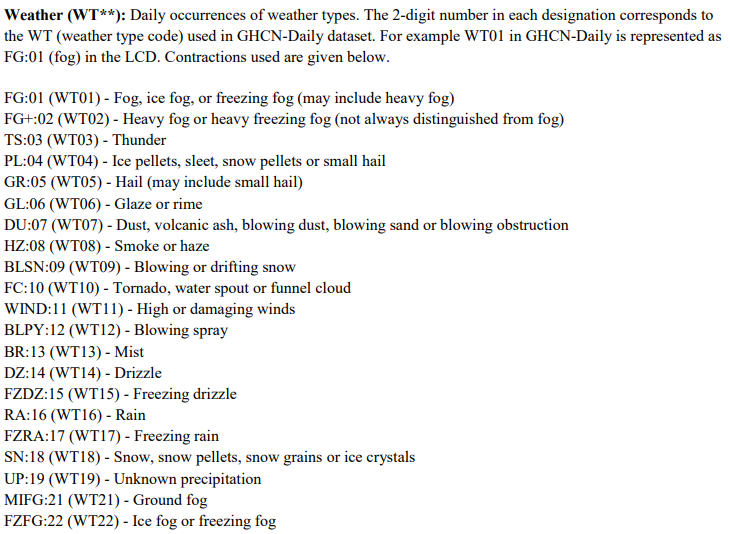 Weather (WT**): Daily occurrences of weather types. The 2-digit number in each designation corresponds to
the WT (weather type code) used in GHCN-Daily dataset. For example WT01 in GHCN-Daily is represented as
FG:01 (fog) in the LCD. Contractions used are given below.
FG:01 (WT01) - Fog, ice fog, or freezing fog (may include heavy fog)
FG+:02 (WT02) - Heavy fog or heavy freezing fog (not always distinguished from fog)
TS:03 (WT03) - Thunder
PL:04 (WT04) - Ice pellets, sleet, snow pellets or small hail
GR:05 (WT05) - Hail (may include small hail)
GL:06 (WT06) - Glaze or rime
DU:07 (WT07) - Dust, volcanic ash, blowing dust, blowing sand or blowing obstruction
HZ:08 (WT08) - Smoke or haze
BLSN:09 (WT09) - Blowing or drifting snow
FC:10 (WT10) - Tornado, water spout or funnel cloud
WIND:11 (WT11) - High or damaging winds
BLPY:12 (WT12) - Blowing spray
BR:13 (WT13) - Mist
DZ:14 (WT14) - Drizzle
FZDZ:15 (WT15) - Freezing drizzle
RA:16 (WT16) - Rain
FZRA:17 (WT17) - Freezing rain
SN:18 (WT18) - Snow, snow pellets, snow grains or ice crystals
UP:19 (WT19) - Unknown precipitation
MIFG:21 (WT21) - Ground fog
FZFG:22 (WT22) - Ice fog or freezing fog